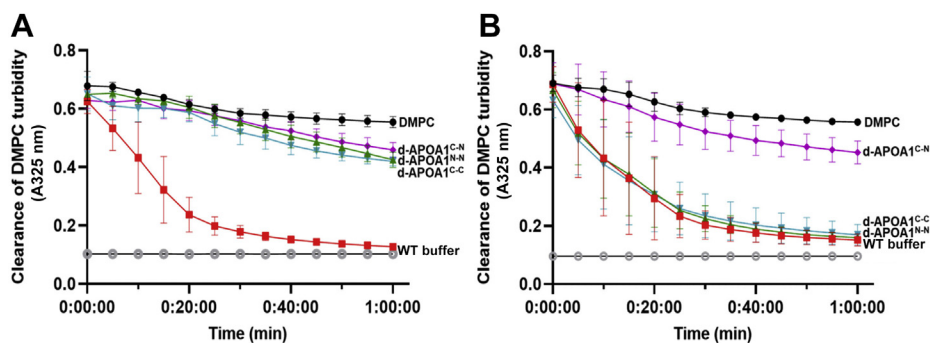 A
Clearance of DMPC turbidity
(A325 nm)
0.8
0.6
0.4
0.2
0.0
0:00:00
0:20:00
0:40:00
1:00:00
Time (min)
DMPC
d-APOA1C-N
d-APOA1N-N
d-APOA1C-C
WT buffer
B
Clearance of DMPC turbidity
(A325 nm)
0.8
0.6
0.4
0.2
0.0
0:00:00
0:20:00
0:40:00
1:00:00
Time (min)
DMPC
d-APOA1C-N
d-APOA1C-C
d-APOA1N-N
WT buffer